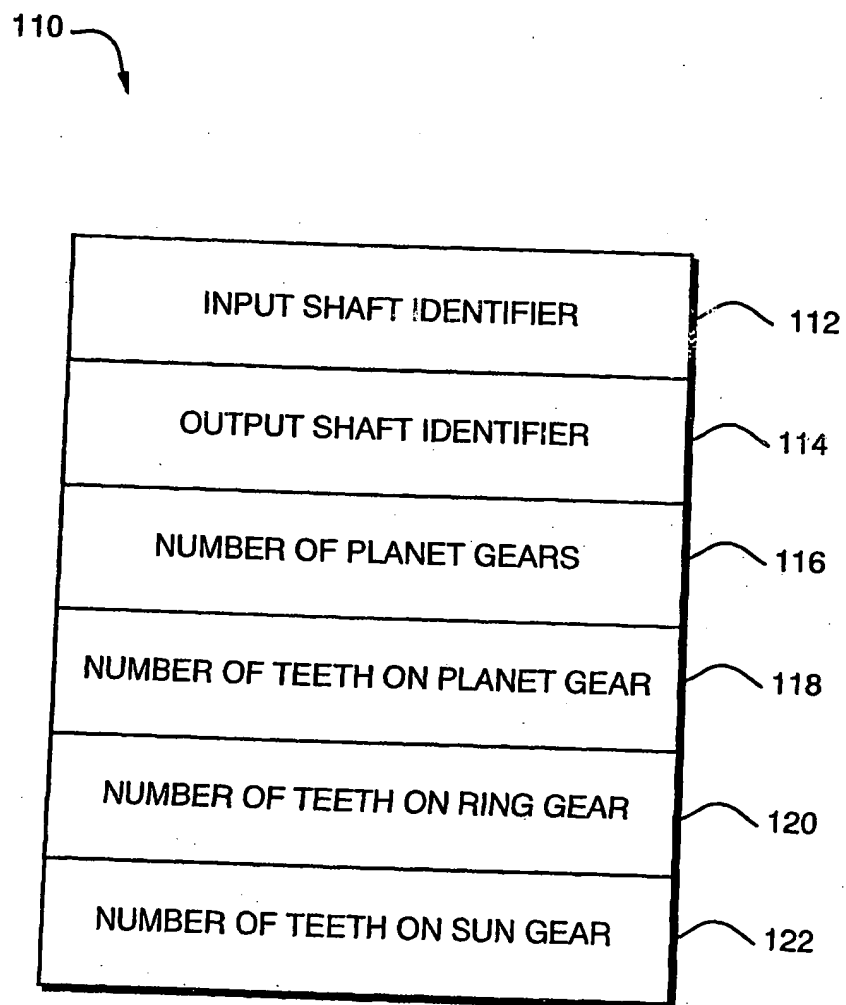 110
INPUT SHAFT IDENTIFIER
112
OUTPUT SHAFT IDENTIFIER
114
NUMBER OF PLANET GEARS
116
NUMBER OF TEETH ON PLANET GEAR
118
NUMBER OF TEETH ON RING GEAR
120
NUMBER OF TEETH ON SUN GEAR
122